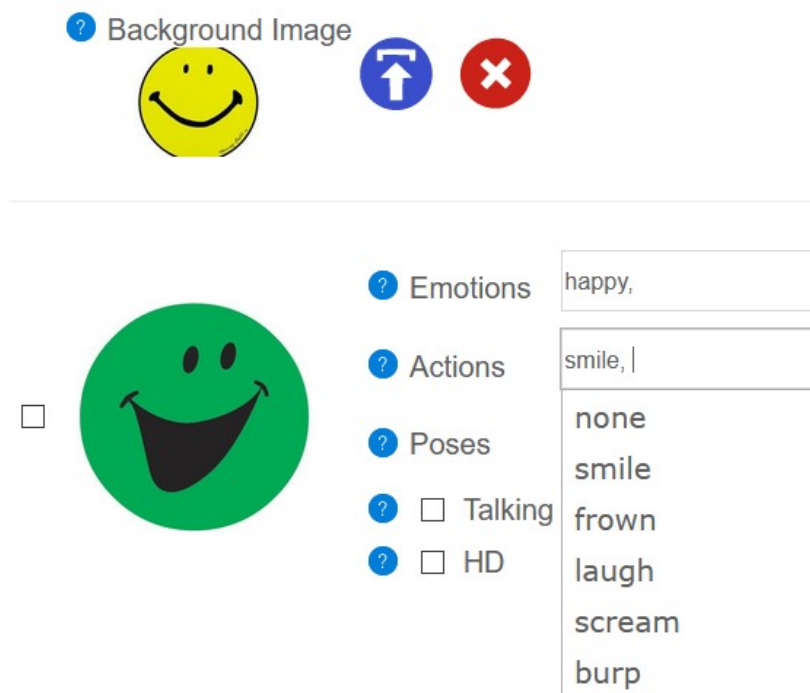 ? Background Image
? Emotions happy,
? Actions smile,
none
smile
? Poses
frown
? Talking
laugh
? HD
scream
burp